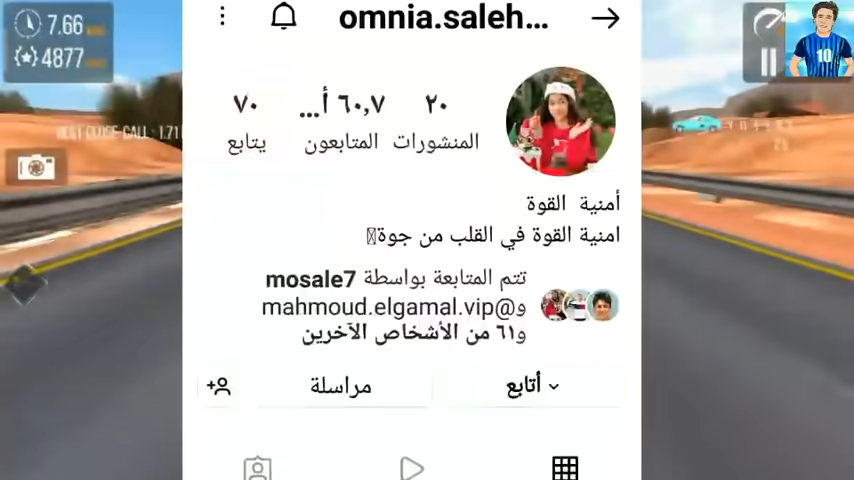 7.66
4877
omnia.saleh...
٢٠ ٦٠,٧ أ... ٧٠
المنشورات المتابعون يتابع
أمنية القوة
امنية القوة في القلب من جوة
تتم المتابعة بواسطة mosale7
و@mahmoud.elgamal.vip
و٦١ من الأشخاص الآخرين
أتابع مراسلة
10